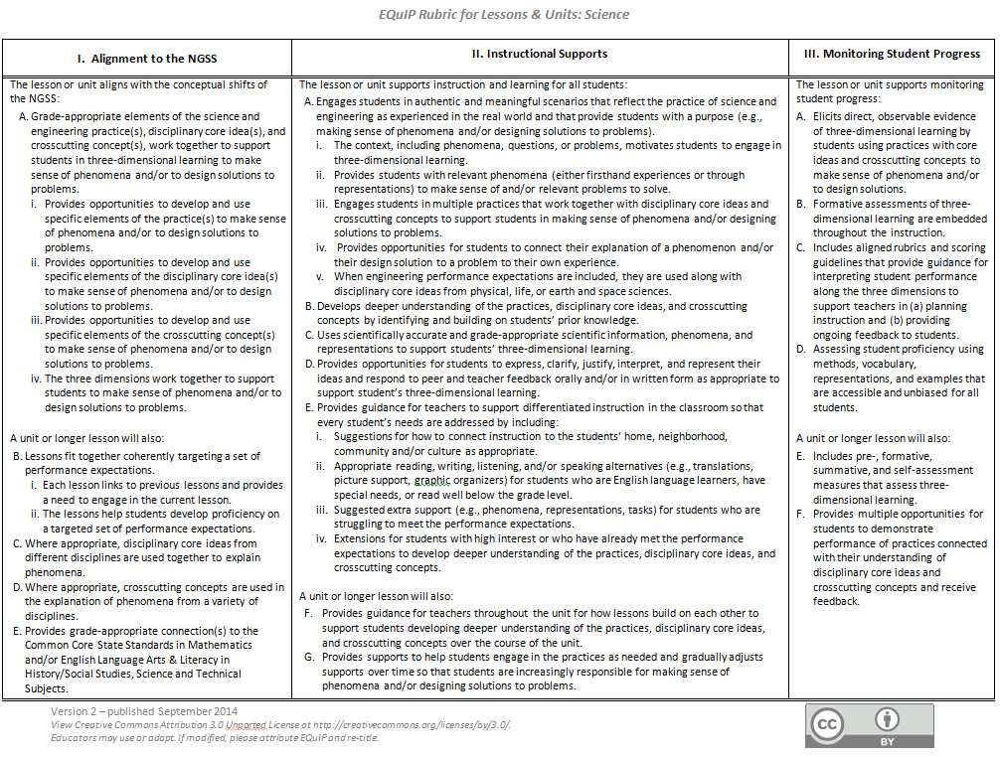 EQuIP Rubric for Lessons & Units: Science
I. Alignment to the NGSS
The lesson or unit aligns with the conceptual shifts of
the NGSS:
A. Grade-appropriate elements of the science and
engineering practice(s), disciplinary core idea(s), and
crosscutting concept(s), work together to support
students in three-dimensional learning to make
sense of phenomena and/or to design solutions to
problems.
i. Provides opportunities to develop and use
specific elements of the practice(s) to make sense
of phenomena and/or to design solutions to
problems.
ii. Provides opportunities to develop and use
specific elements of the disciplinary core idea(s)
to make sense of phenomena and/or to design
solutions to problems.
iii. Provides opportunities to develop and use
specific elements of the crosscutting concept(s)
to make sense of phenomena and/or to design
solutions to problems.
iv. The three dimensions work together to support
students to make sense of phenomena and/or to
design solutions to problems.
A unit or longer lesson will also:
B. Lessons fit together coherently targeting a set of
performance expectations.
i. Each lesson links to previous lessons and provides
a need to engage in the current lesson.
ii. The lessons help students develop proficiency on
a targeted set of performance expectations.
C. Where appropriate, disciplinary core ideas from
different disciplines are used together to explain
phenomena.
D. Where appropriate, crosscutting concepts are used in
the explanation of phenomena from a variety of
disciplines.
E. Provides grade-appropriate connection(s) to the
Common Core State Standards in Mathematics
and/or English Language Arts & Literacy in
History/Social Studies, Science and Technical
Subjects.
II. Instructional Supports
The lesson or unit supports instruction and learning for all students:
A. Engages students in authentic and meaningful scenarios that reflect the practice of science and
engineering as experienced in the real world and that provide students with a purpose (e.g.,
making sense of phenomena and/or designing solutions to problems).
i. The context, including phenomena, questions, or problems, motivates students to engage in
three-dimensional learning.
ii. Provides students with relevant phenomena (either firsthand experiences or through
representations) to make sense of and/or relevant problems to solve.
iii. Engages students in multiple practices that work together with disciplinary core ideas and
crosscutting concepts to support students in making sense of phenomena and/or designing
solutions to problems.
iv. Provides opportunities for students to connect their explanation of a phenomenon and/or
their design solution to a problem to their own experience.
v. When engineering performance expectations are included, they are used along with
disciplinary core ideas from physical, life, or earth and space sciences.
B. Develops deeper understanding of the practices, disciplinary core ideas, and crosscutting
concepts by identifying and building on students' prior knowledge.
C. Uses scientifically accurate and grade-appropriate scientific information, phenomena, and
representations to support students' three-dimensional learning.
D. Provides opportunities for students to express, clarify, justify, interpret, and represent their
ideas and respond to peer and teacher feedback orally and/or in written form as appropriate to
support student's three-dimensional learning.
E. Provides guidance for teachers to support differentiated instruction in the classroom so that
every student's needs are addressed by including:
i. Suggestions for how to connect instruction to the students' home, neighborhood,
community and/or culture as appropriate.
ii. Appropriate reading, writing, listening, and/or speaking alternatives (e.g., translations,
picture support, graphic organizers) for students who are English language learners, have
special needs, or read well below the grade level.
iii. Suggested extra support (e.g., phenomena, representations, tasks) for students who are
struggling to meet the performance expectations.
iv. Extensions for students with high interest or who have already met the performance
expectations to develop deeper understanding of the practices, disciplinary core ideas, and
crosscutting concepts.
A unit or longer lesson will also:
F. Provides guidance for teachers throughout the unit for how lessons build on each other to
support students developing deeper understanding of the practices, disciplinary core ideas,
and crosscutting concepts over the course of the unit.
G. Provides supports to help students engage in the practices as needed and gradually adjusts
supports over time so that students are increasingly responsible for making sense of
phenomena and/or designing solutions to problems.
III. Monitoring Student Progress
The lesson or unit supports monitoring
student progress:
A. Elicits direct, observable evidence
of three-dimensional learning by
students using practices with core
ideas and crosscutting concepts to
make sense of phenomena and/or
to design solutions.
B. Formative assessments of three-
dimensional learning are embedded
throughout the instruction.
C. Includes aligned rubrics and scoring
guidelines that provide guidance for
interpreting student performance
along the three dimensions to
support teachers in (a) planning
instruction and (b) providing
ongoing feedback to students.
D. Assessing student proficiency using
methods, vocabulary,
representations, and examples that
are accessible and unbiased for all
students.
A unit or longer lesson will also:
E. Includes pre-, formative,
summative, and self-assessment
measures that assess three-
dimensional learning.
F. Provides multiple opportunities for
students to demonstrate
performance of practices connected
with their understanding of
disciplinary core ideas and
crosscutting concepts and receive
feedback.
Version 2 – published September 2014
View Creative Commons Attribution 3.0 Unported License at http://creativecommons.org/licenses/by/3.0/.
Educators may use or adapt. If modified, please attribute EQuIP and re-title.
cc
BY